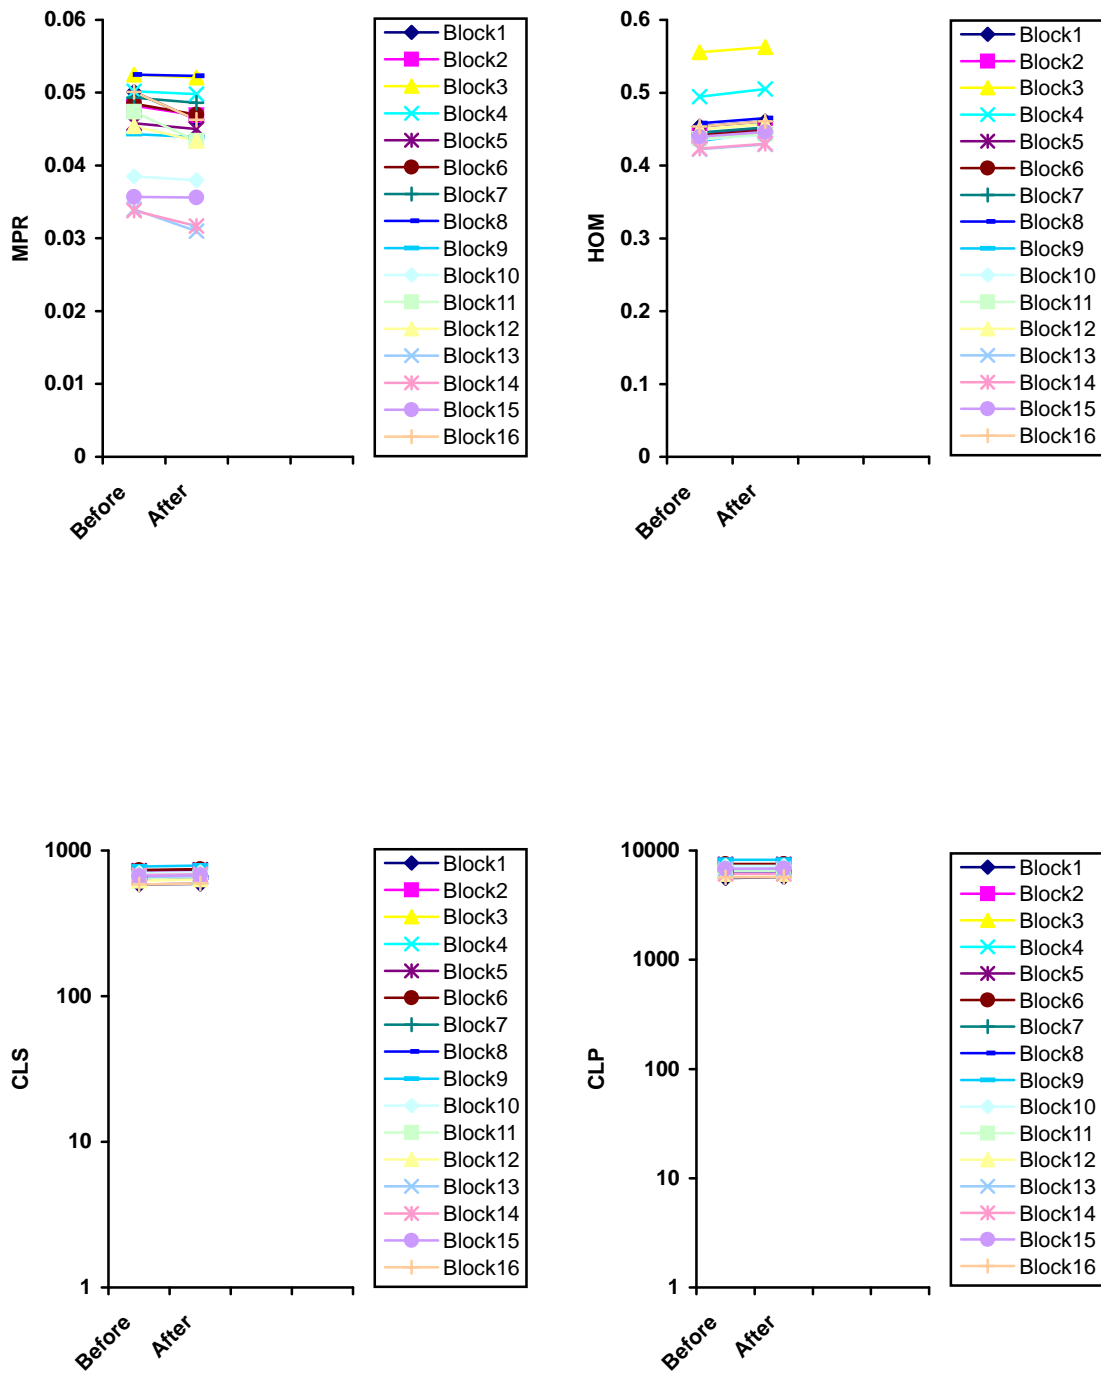 0.06
0.05
0.04
0.03
0.02
0.01
0
MPR
Before
After
Block1
Block2
Block3
Block4
Block5
Block6
Block7
Block8
Block9
Block10
Block11
Block12
Block13
Block14
Block15
Block16
0.6
0.5
0.4
0.3
0.2
0.1
0
HOM
Before
After
Block1
Block2
Block3
Block4
Block5
Block6
Block7
Block8
Block9
Block10
Block11
Block12
Block13
Block14
Block15
Block16
1000
100
10
1
CLS
Before
After
Block1
Block2
Block3
Block4
Block5
Block6
Block7
Block8
Block9
Block10
Block11
Block12
Block13
Block14
Block15
Block16
10000
1000
100
10
1
CLP
Before
After
Block1
Block2
Block3
Block4
Block5
Block6
Block7
Block8
Block9
Block10
Block11
Block12
Block13
Block14
Block15
Block16